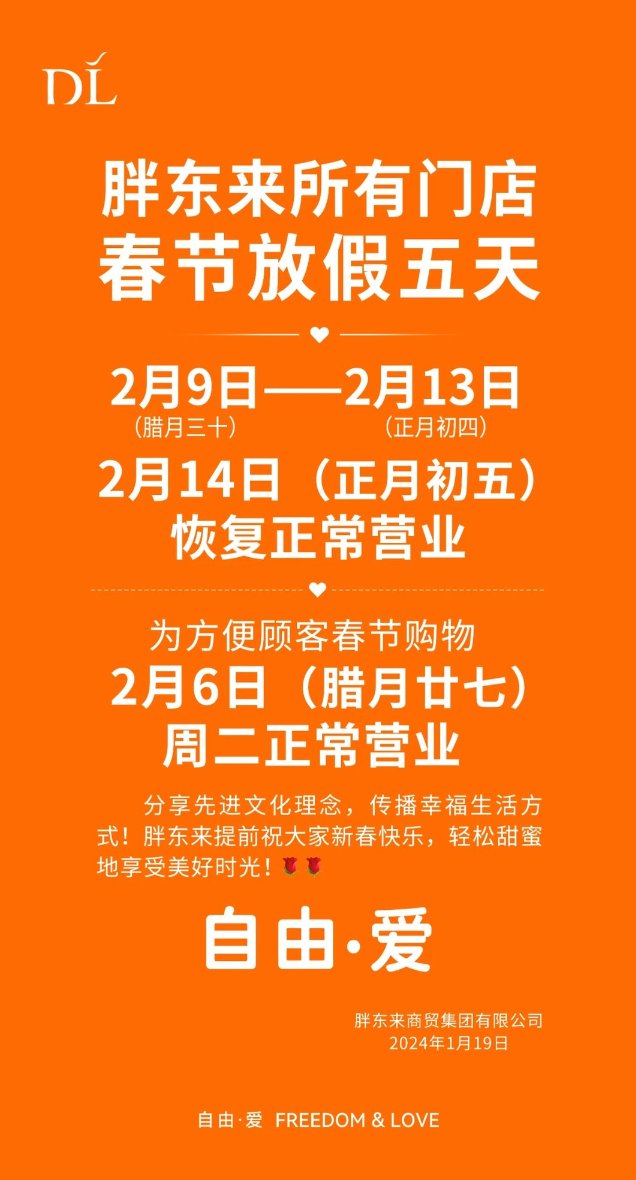 DL
胖东来所有门店
春节放假五天
2月9日——2月13日
（腊月三十） （正月初四）
2月14日（正月初五）
恢复正常营业
为方便顾客春节购物
2月6日（腊月廿七）
周二正常营业
分享先进文化理念，传播幸福生活方
式！胖东来提前祝大家新春快乐，轻松甜蜜
地享受美好时光！🌹🌹
自由·爱
胖东来商贸集团有限公司
2024年1月19日
自由·爱 FREEDOM & LOVE